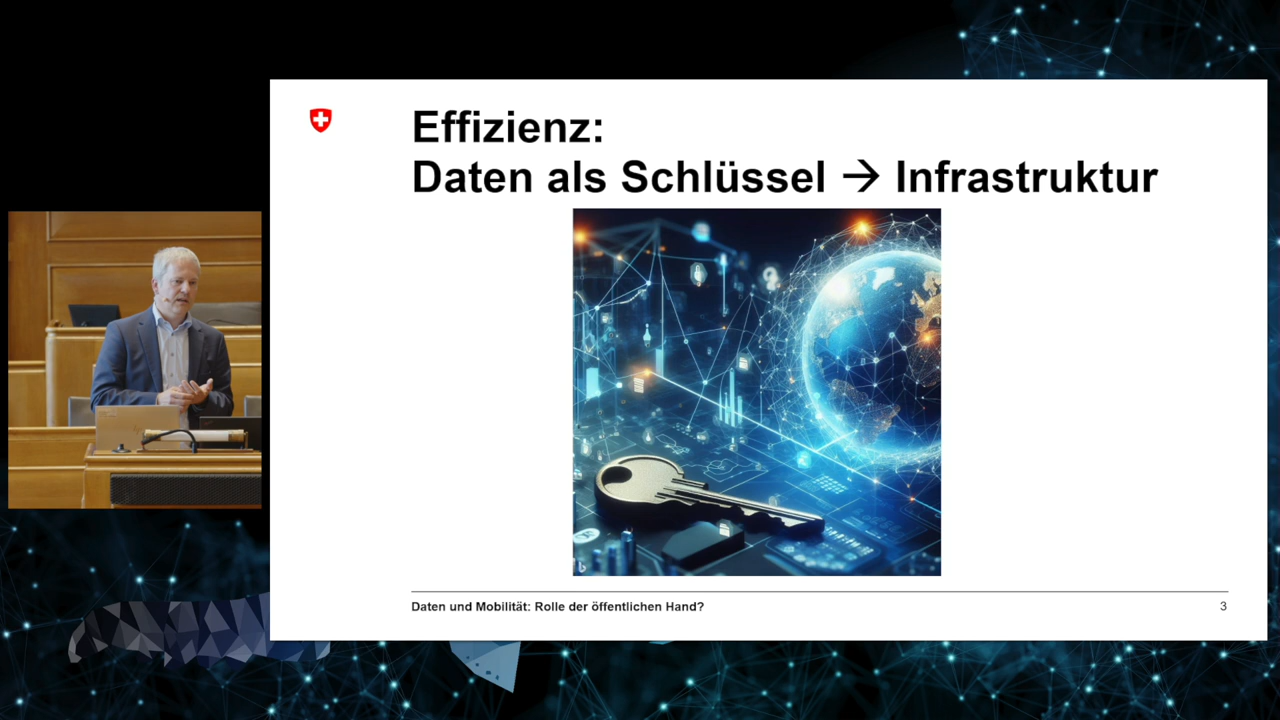 Effizienz:
Daten als Schlüssel → Infrastruktur
Daten und Mobilität: Rolle der öffentlichen Hand?
3